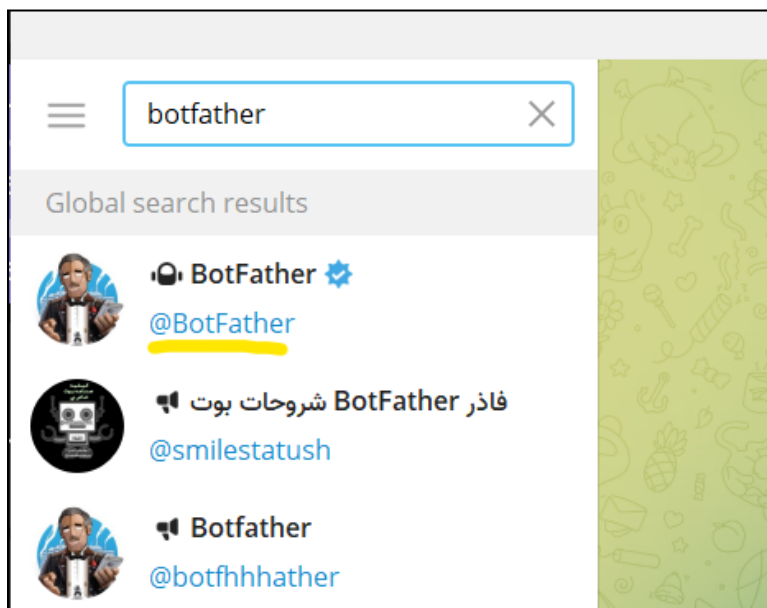 botfather
Global search results
BotFather
@BotFather
شروحات بوت BotFather فاذر
@smilestatush
Botfather
@botfhhhather